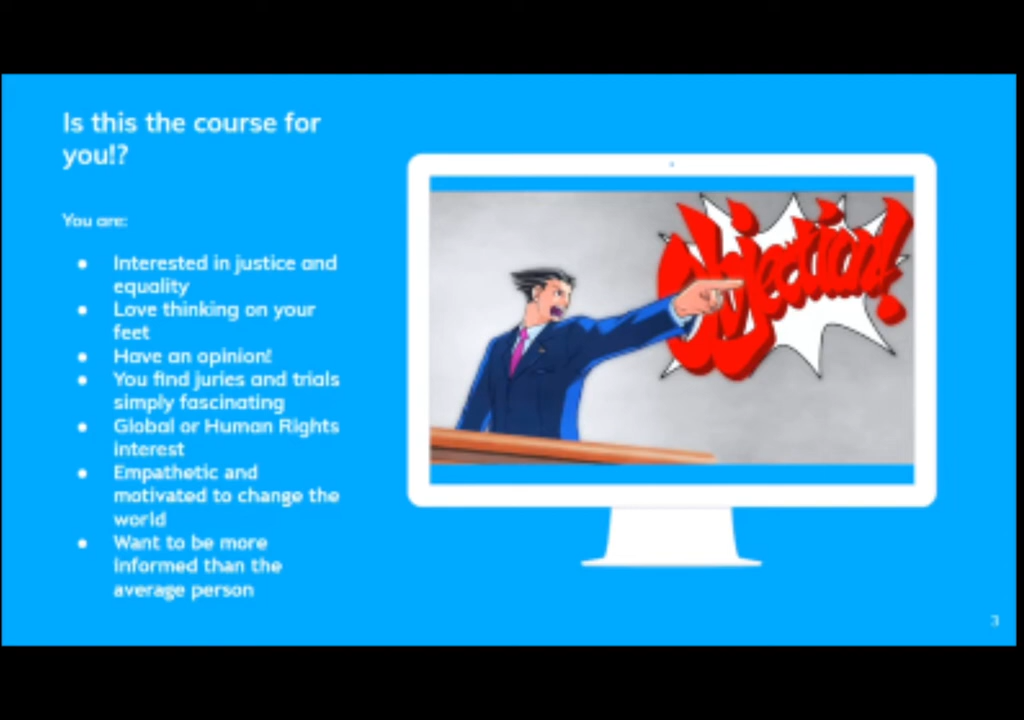 Is this the course for
you!?
You are:
● Interested in justice and
equality
● Love thinking on your
feet
● Have an opinion!
● You find juries and trials
simply fascinating
● Global or Human Rights
interest
● Empathetic and
motivated to change the
world
● Want to be more
informed than the
average person
Objection!
3